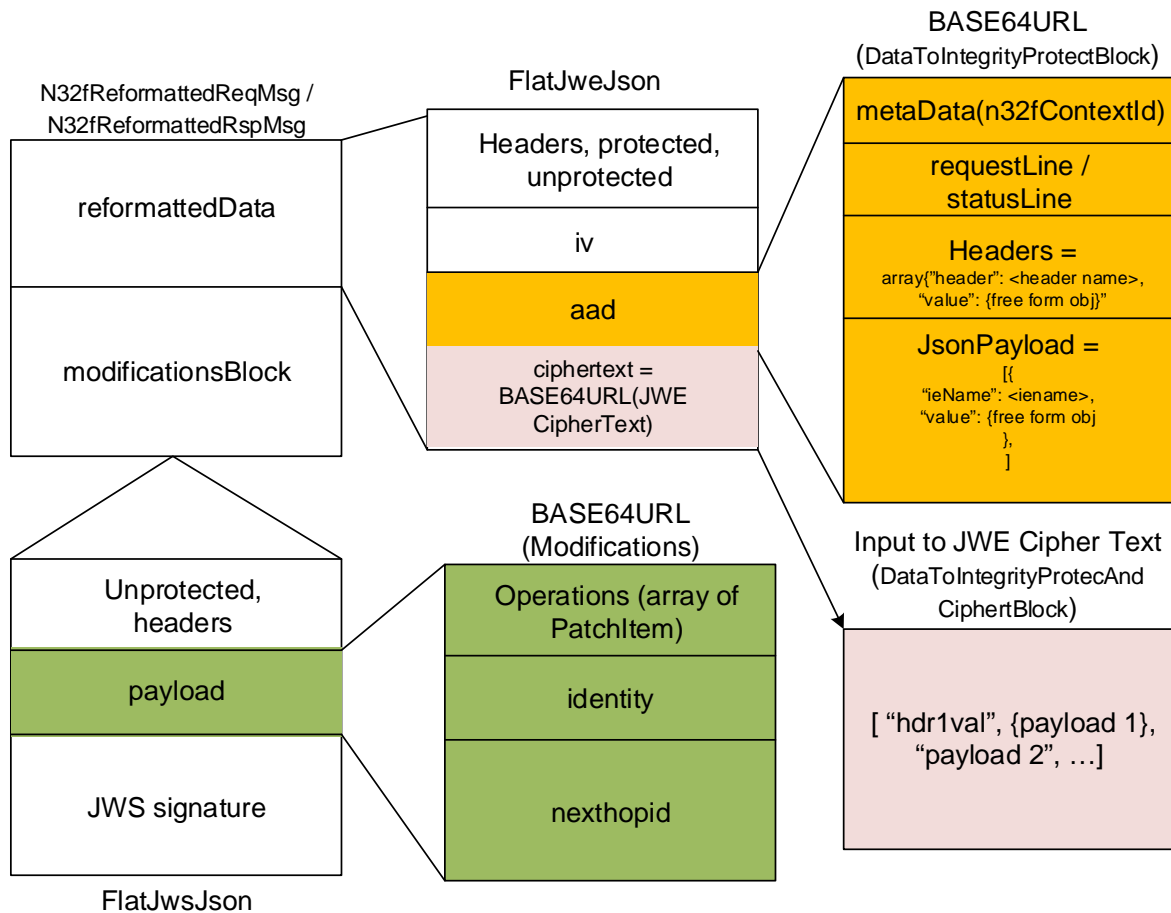 N32fReformattedReqMsg /
N32fReformattedRspMsg
reformattedData
modificationsBlock
FlatJweJson
Headers, protected,
unprotected
iv
aad
ciphertext =
BASE64URL(JWE
CipherText)
BASE64URL
(DataToIntegrityProtectBlock)
metaData(n32fContextId)
requestLine /
statusLine
Headers =
array{”header”: <header name>,
“value”: {free form obj}”
JsonPayload =
[{
“ieName”: <iename>,
“value”: {free form obj
},
]
Unprotected,
headers
payload
JWS signature
FlatJwsJson
BASE64URL
(Modifications)
Operations (array of
PatchItem)
identity
nexthopid
Input to JWE Cipher Text
(DataToIntegrityProtecAnd
CiphertBlock)
[ “hdr1val”, {payload 1},
“payload 2”, …]